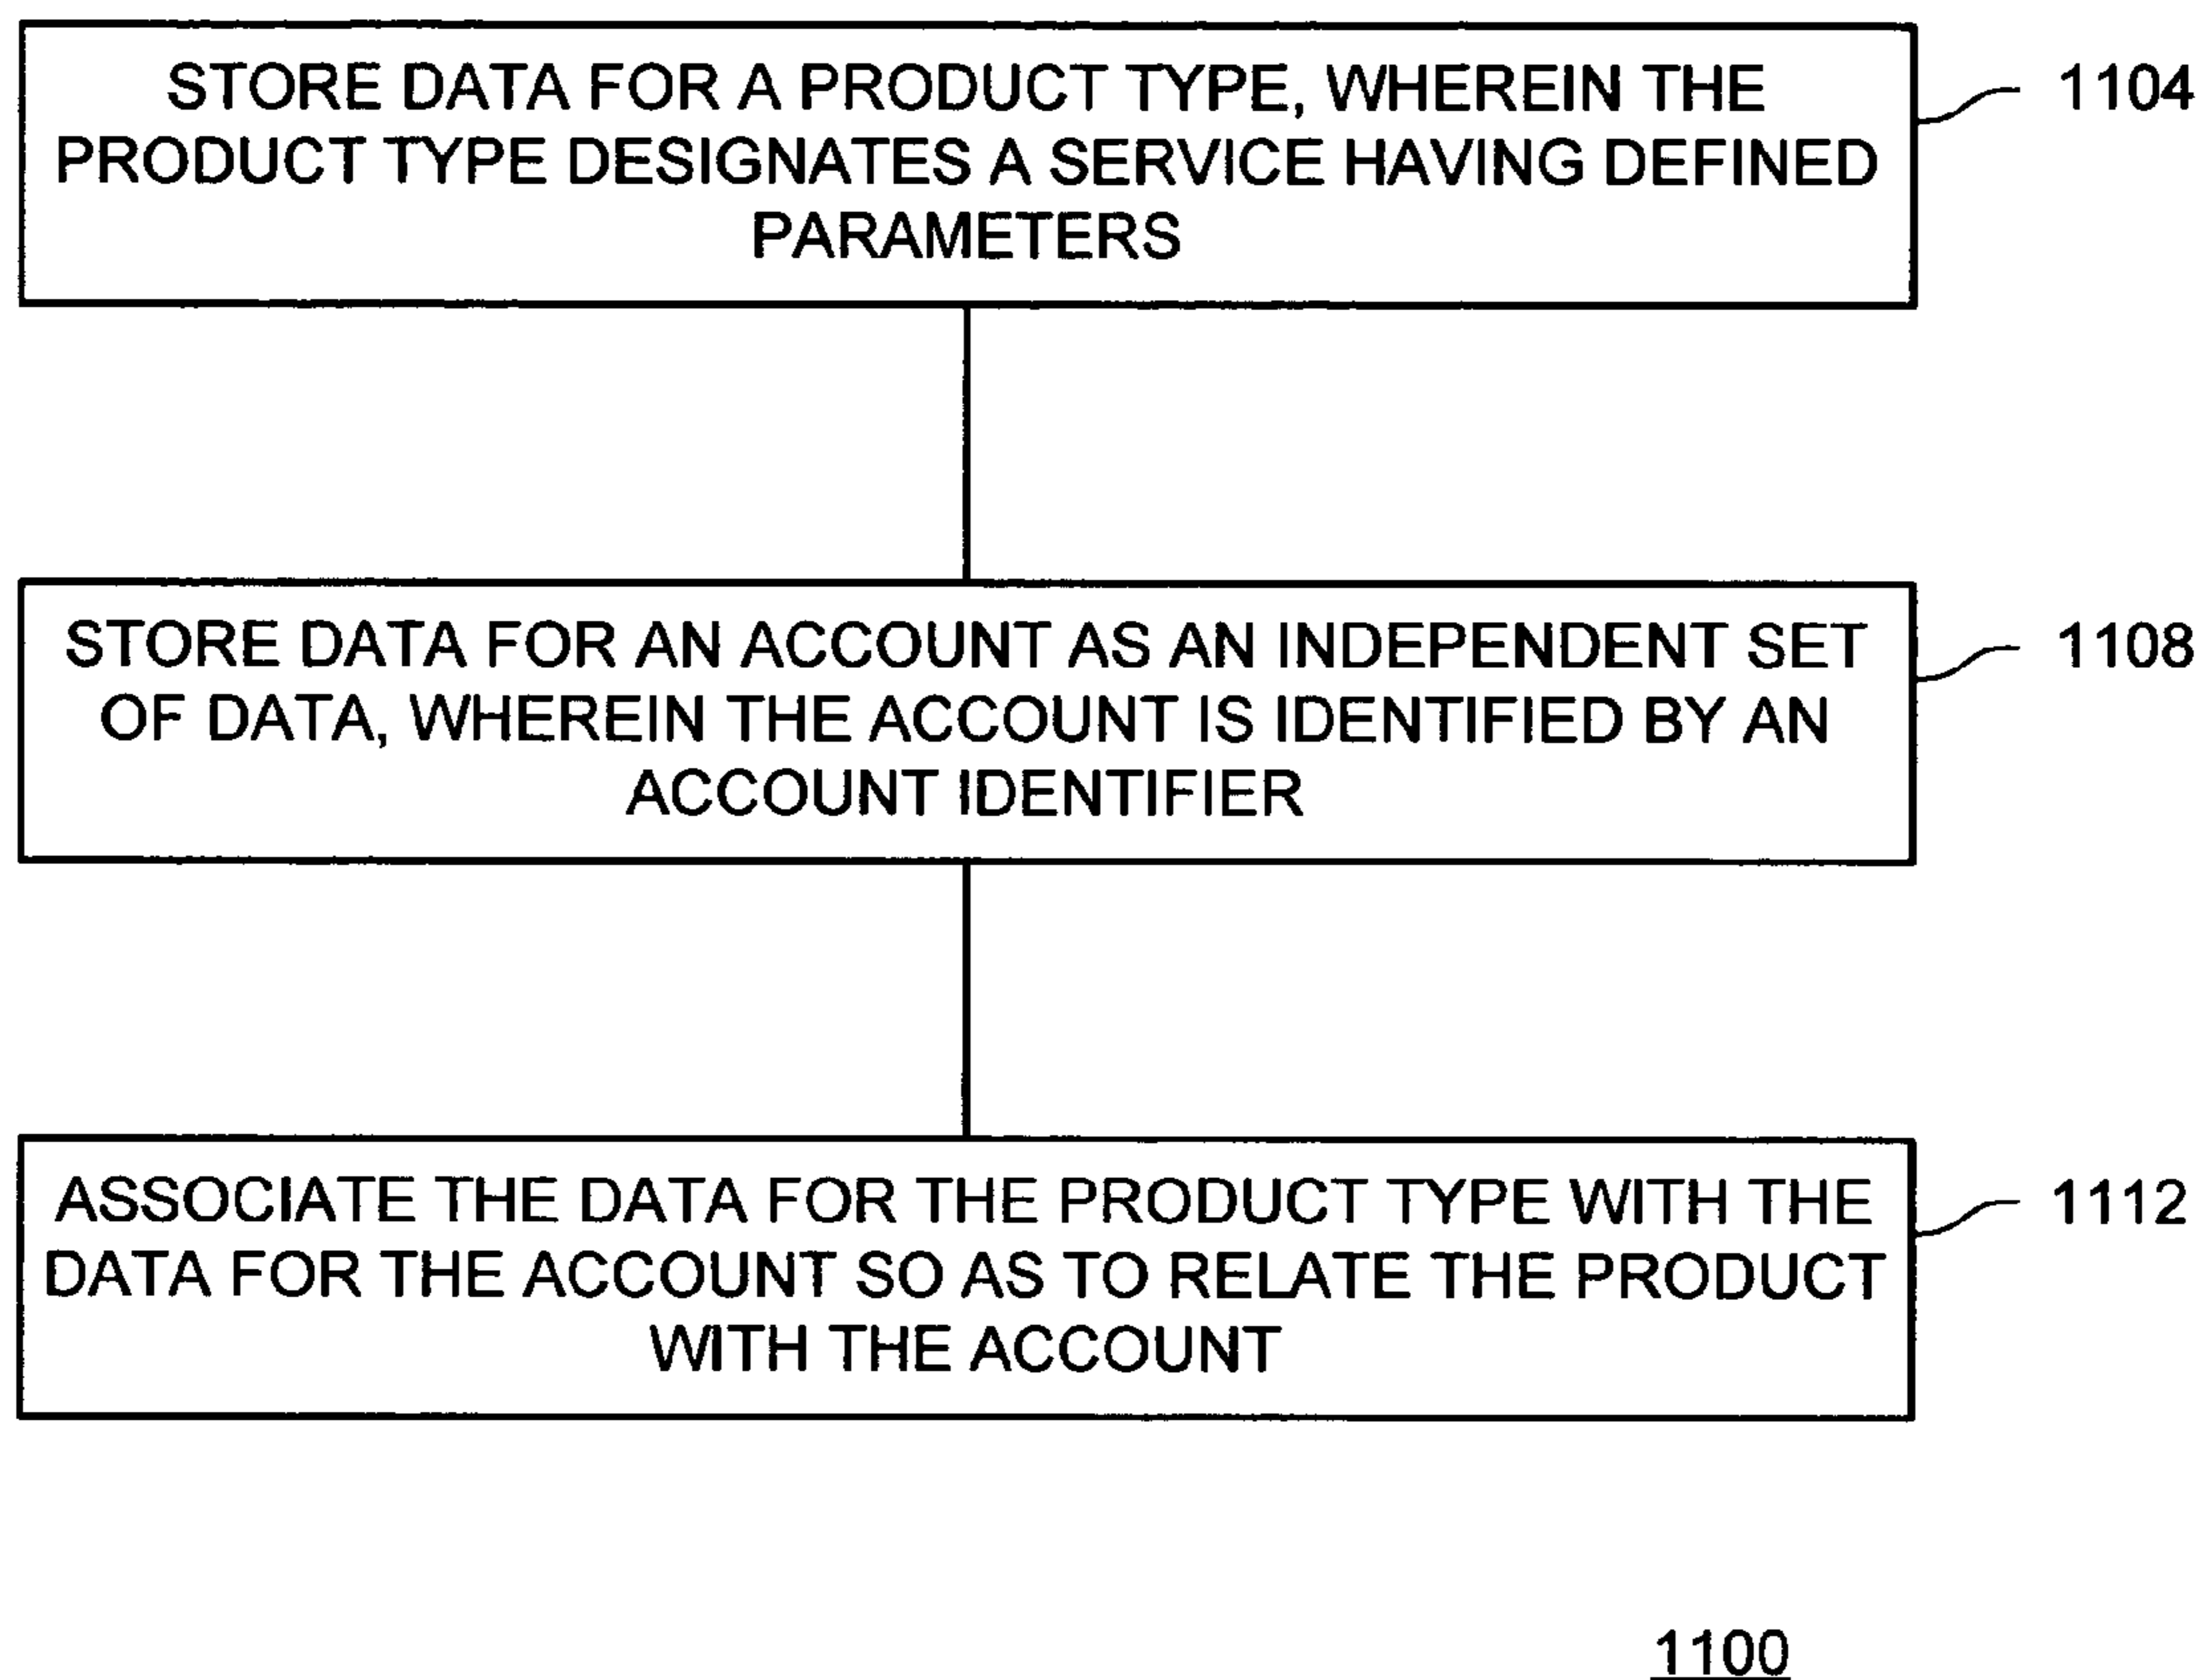 STORE DATA FOR A PRODUCT TYPE, WHEREIN THE
PRODUCT TYPE DESIGNATES A SERVICE HAVING DEFINED
PARAMETERS
1104
STORE DATA FOR AN ACCOUNT AS AN INDEPENDENT SET
OF DATA, WHEREIN THE ACCOUNT IS IDENTIFIED BY AN
ACCOUNT IDENTIFIER
1108
ASSOCIATE THE DATA FOR THE PRODUCT TYPE WITH THE
DATA FOR THE ACCOUNT SO AS TO RELATE THE PRODUCT
WITH THE ACCOUNT
1112
1100